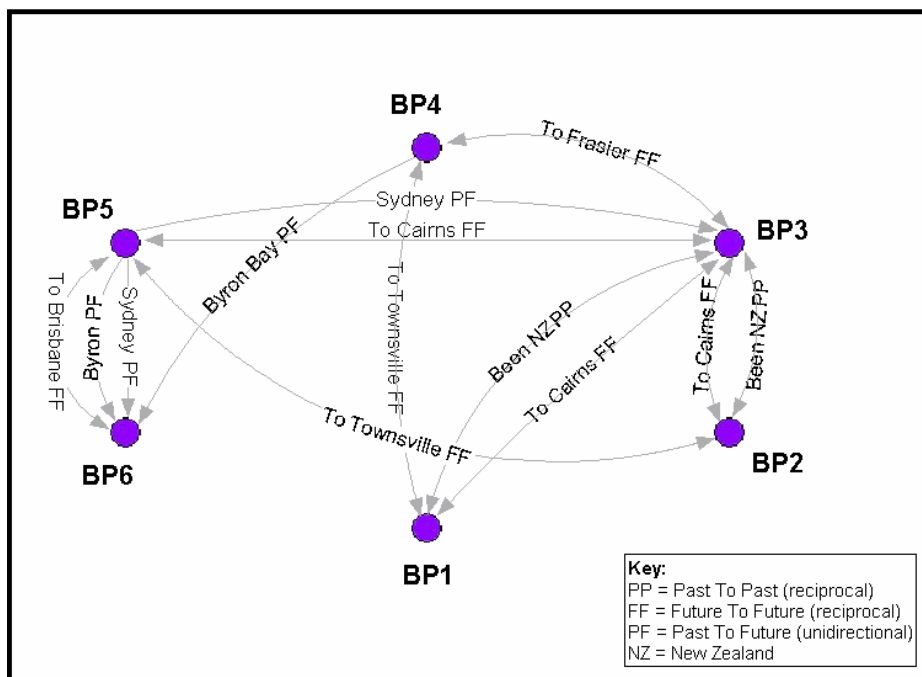 BP4
To Frasier FF
BP5
Sydney PF
BP3
To Cairns FF
Byron Bay PF
To Townsville FF
To Brisbane FF
Byron PF
Sydney PF
Been NZ PP
To Cairns FF
To Cairns FF
Been NZ PP
To Townsville FF
BP6
BP2
BP1
Key:
PP = Past To Past (reciprocal)
FF = Future To Future (reciprocal)
PF = Past To Future (unidirectional)
NZ = New Zealand